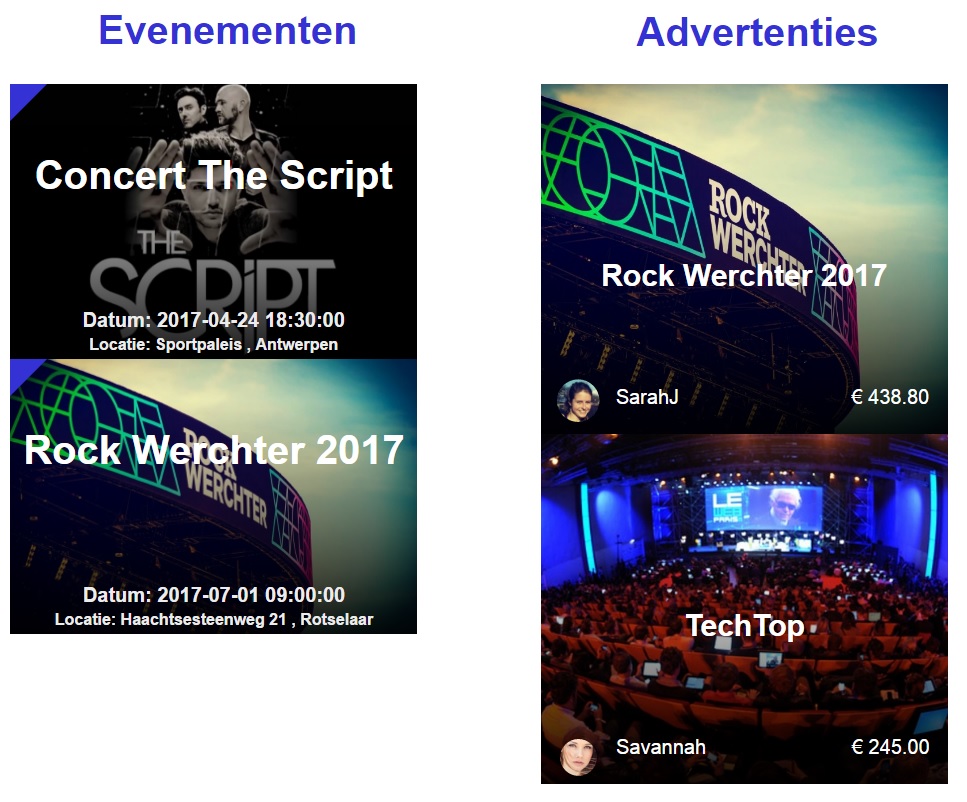 Evenementen
Concert The Script
THE
SCRiPT
Datum: 2017-04-24 18:30:00
Locatie: Sportpaleis , Antwerpen
Rock Werchter 2017
ROCK
WERCHTER
Datum: 2017-07-01 09:00:00
Locatie: Haachtsesteenweg 21 , Rotselaar
Advertenties
ROCK
WERCHTER
Rock Werchter 2017
SarahJ
€ 438.80
LE
WEB
PARIS
TechTop
Savannah
€ 245.00